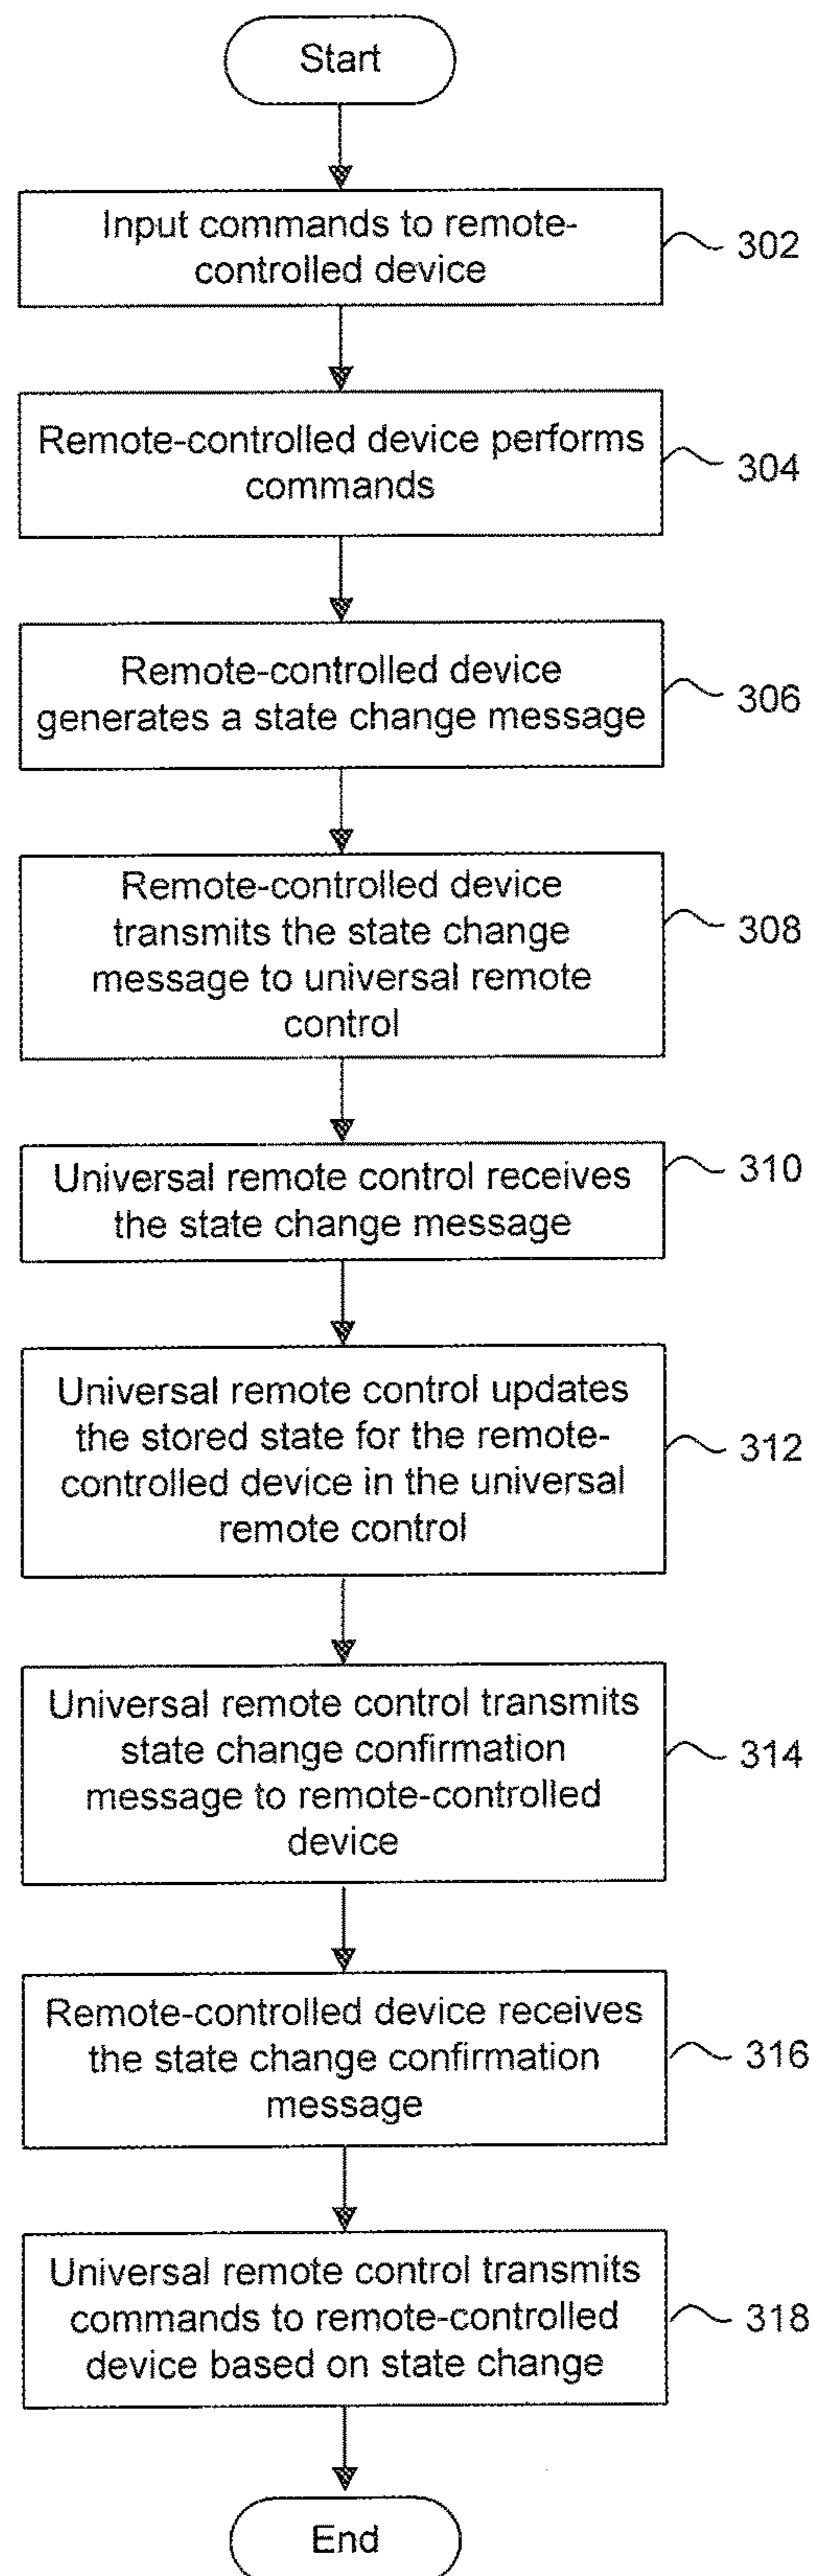 Start
Input commands to remote-
controlled device
302
Remote-controlled device performs
commands
304
Remote-controlled device
generates a state change message
306
Remote-controlled device
transmits the state change
message to universal remote
control
308
Universal remote control receives
the state change message
310
Universal remote control updates
the stored state for the remote-
controlled device in the universal
remote control
312
Universal remote control transmits
state change confirmation
message to remote-controlled
device
314
Remote-controlled device receives
the state change confirmation
message
316
Universal remote control transmits
commands to remote-controlled
device based on state change
318
End